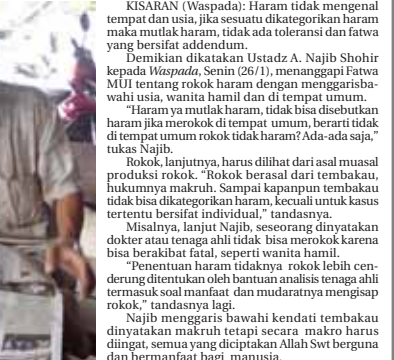 KISARAN (Waspada): Haram tidak mengenal
tempat dan usia, jika sesuatu dikategorikan haram
maka mutlak haram, tidak ada toleransi dan fatwa
yang bersifat addendum.
Demikian dikatakan Ustadz A. Najib Shohir
kepada Waspada, Senin (26/1), menanggapi Fatwa
MUI tentang rokok haram dengan menggarisba-
wahi usia, wanita hamil dan di tempat umum.
“Haram ya mutlak haram, tidak bisa disebutkan
haram jika merokok di tempat umum, berarti tidak
di tempat umum rokok tidak haram? Ada-ada saja,”
tukas Najib.
Rokok, lanjutnya, harus dilihat dari asal muasal
produksi rokok. “Rokok berasal dari tembakau,
hukumnya makruh. Sampai kapanpun tembakau
tidak bisa dikategorikan haram, kecuali untuk kasus
tertentu bersifat individual,” tandasnya.
Misalnya, lanjut Najib, seseorang dinyatakan
dokter atau tenaga ahli tidak bisa merokok karena
bisa berakibat fatal, seperti wanita hamil.
“Penentuan haram tidaknya rokok lebih cen-
derung ditentukan oleh bantuan analisis tenaga ahli
termasuk soal manfaat dan mudaratnya mengisap
rokok,” tandasnya lagi.
Najib menggaris bawahi kendati tembakau
dinyatakan makruh tetapi secara makro harus
diingat, semua yang diciptakan Allah Swt berguna
dan bermanfaat bagi manusia.